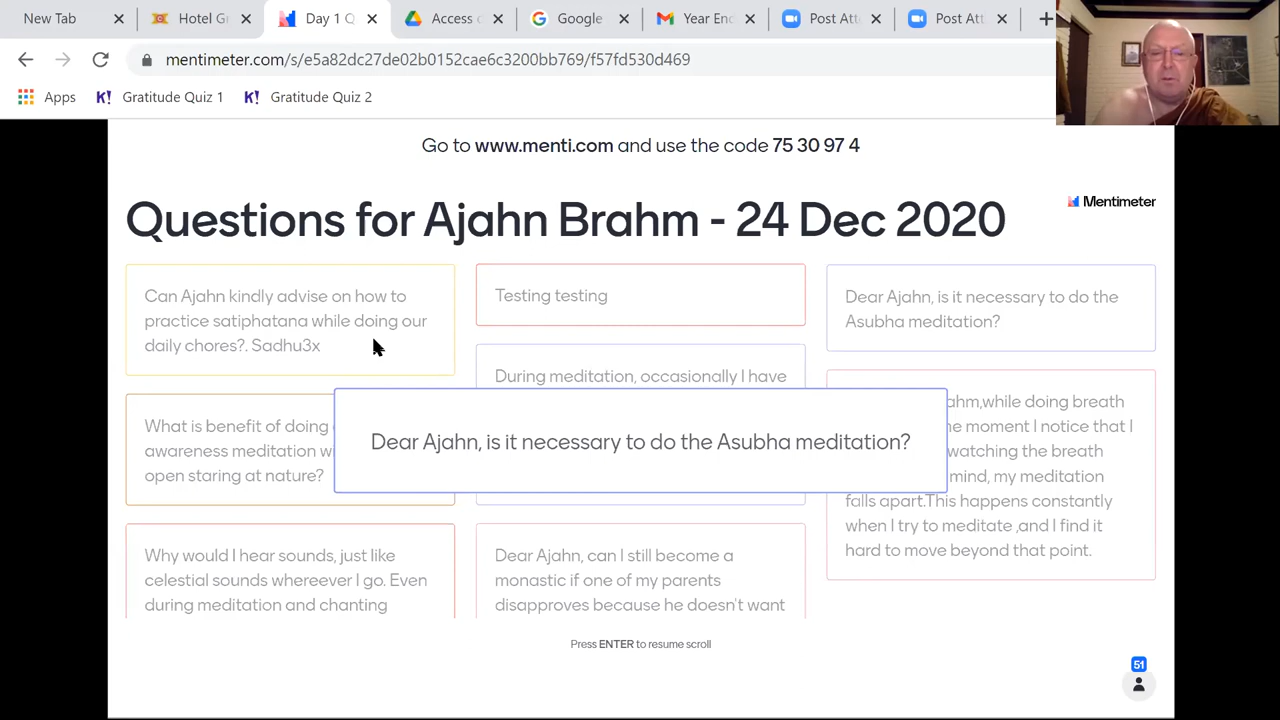 New Tab
Hotel Gr
Day 1 Q
Access
Google
Year End
Post Att
Post Att
mentimeter.com/s/e5a82dc27de02b0152cae6c3200bb769/f57fd530d469
Apps
K! Gratitude Quiz 1
K! Gratitude Quiz 2
Go to www.menti.com and use the code 75 30 97 4
Questions for Ajahn Brahm - 24 Dec 2020
Mentimeter
Can Ajahn kindly advise on how to
practice satiphatana while doing our
daily chores?. Sadhu3x
What is benefit of doing
awareness meditation w
open staring at nature?
Why would I hear sounds, just like
celestial sounds whereever I go. Even
during meditation and chanting
Testing testing
During meditation, occasionally I have
Dear Ajahn, is it necessary to do the Asubha meditation?
Dear Ajahn, can I still become a
monastic if one of my parents
disapproves because he doesn't want
Dear Ajahn, is it necessary to do the
Asubha meditation?
ahm,while doing breath
e moment I notice that I
watching the breath
mind, my meditation
falls apart.This happens constantly
when I try to meditate ,and I find it
hard to move beyond that point.
Press ENTER to resume scroll
51